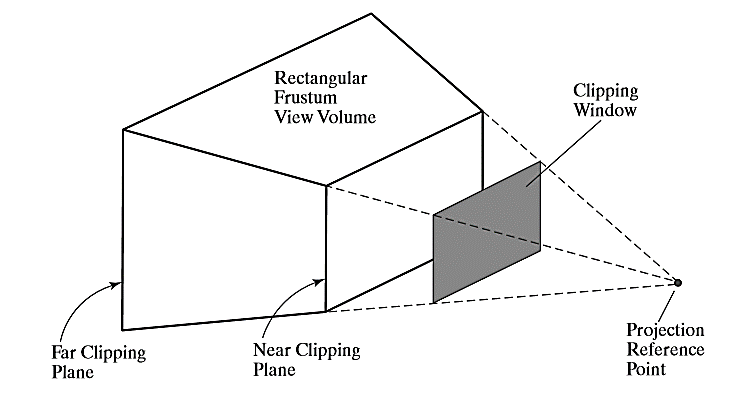 Rectangular
Frustum
View Volume
Clipping
Window
Far Clipping
Plane
Near Clipping
Plane
Projection
Reference
Point